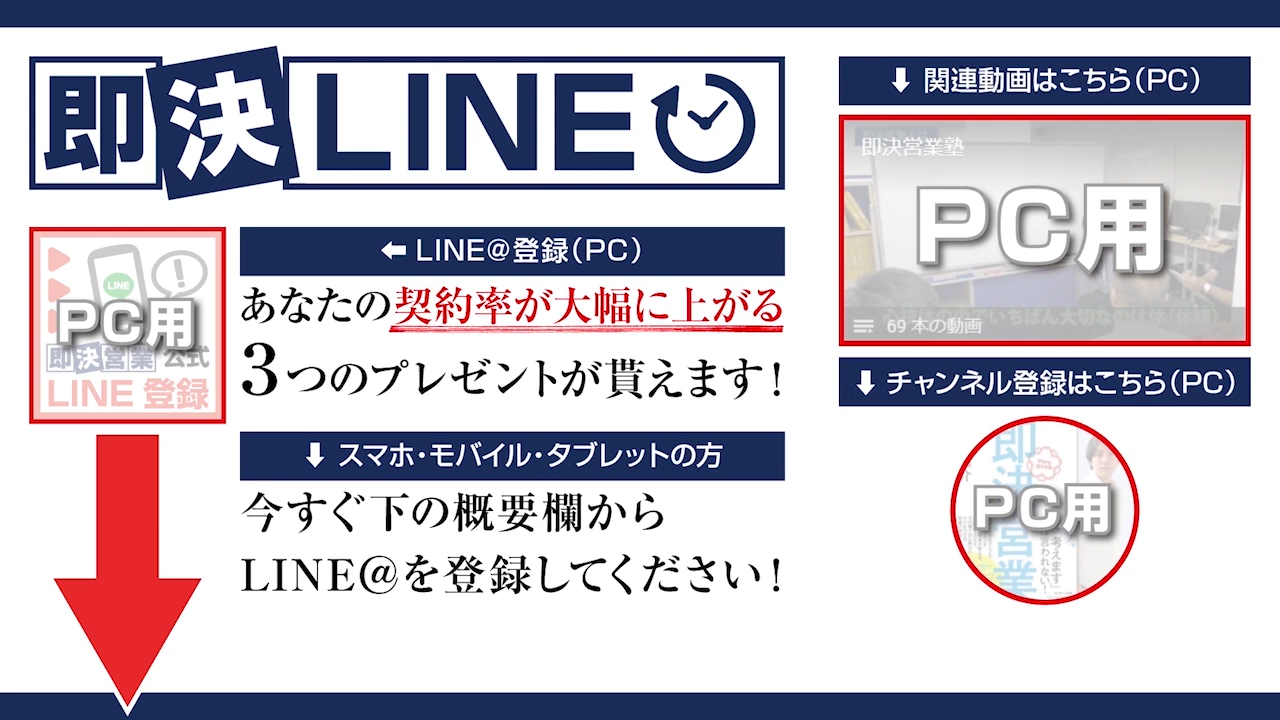 即決LINE
PC用
LINE
即決営業 公式
LINE 登録
⬅ LINE@登録(PC)
あなたの契約率が大幅に上がる
3つのプレゼントが貰えます!
⬇ スマホ・モバイル・タブレットの方
今すぐ下の概要欄から
LINE@を登録してください!
⬇ 関連動画はこちら(PC)
即決営業塾
PC用
69 本の動画
⬇ チャンネル登録はこちら(PC)
即決営業
PC用